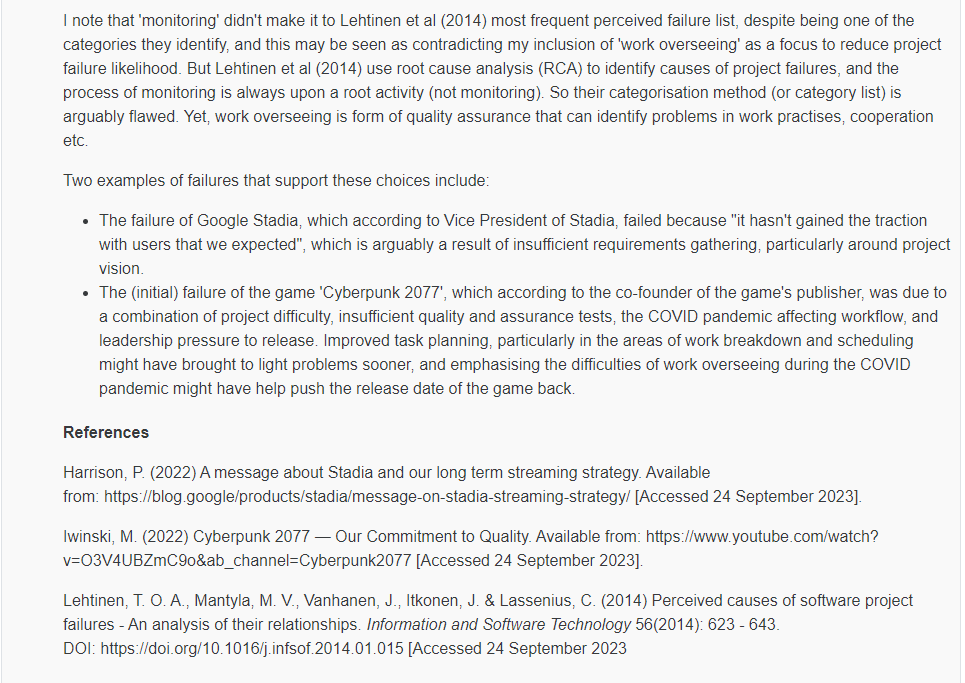 I note that 'monitoring' didn't make it to Lehtinen et al (2014) most frequent perceived failure list, despite being one of the
categories they identify, and this may be seen as contradicting my inclusion of 'work overseeing' as a focus to reduce project
failure likelihood. But Lehtinen et al (2014) use root cause analysis (RCA) to identify causes of project failures, and the
process of monitoring is always upon a root activity (not monitoring). So their categorisation method (or category list) is
arguably flawed. Yet, work overseeing is form of quality assurance that can identify problems in work practises, cooperation
etc.
Two examples of failures that support these choices include:
• The failure of Google Stadia, which according to Vice President of Stadia, failed because "it hasn't gained the traction
with users that we expected", which is arguably a result of insufficient requirements gathering, particularly around project
vision.
• The (initial) failure of the game 'Cyberpunk 2077', which according to the co-founder of the game's publisher, was due to
a combination of project difficulty, insufficient quality and assurance tests, the COVID pandemic affecting workflow, and
leadership pressure to release. Improved task planning, particularly in the areas of work breakdown and scheduling
might have brought to light problems sooner, and emphasising the difficulties of work overseeing during the COVID
pandemic might have help push the release date of the game back.
References
Harrison, P. (2022) A message about Stadia and our long term streaming strategy. Available
from: https://blog.google/products/stadia/message-on-stadia-streaming-strategy/ [Accessed 24 September 2023].
Iwinski, M. (2022) Cyberpunk 2077 — Our Commitment to Quality. Available from: https://www.youtube.com/watch?
v=O3V4UBZmC9o&ab_channel=Cyberpunk2077 [Accessed 24 September 2023].
Lehtinen, T. O. A., Mantyla, M. V., Vanhanen, J., Itkonen, J. & Lassenius, C. (2014) Perceived causes of software project
failures - An analysis of their relationships. Information and Software Technology 56(2014): 623 - 643.
DOI: https://doi.org/10.1016/j.infsof.2014.01.015 [Accessed 24 September 2023